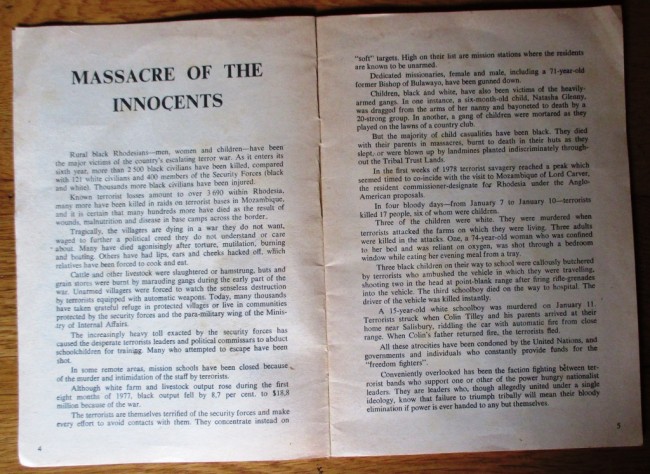 MASSACRE OF THE
INNOCENTS
Rural black Rhodesians—men, women and children—have been
the major victims of the country's escalating terror war. As it enters its
sixth year, more than 2 500 black civilians have been killed, compared
with 121 white civilians and 400 members of the Security Forces (black
and white). Thousands more black civilians have been injured.
Known terrorist losses amount to over 3 690 within Rhodesia,
many more have been killed in raids on terrorist bases in Mozambique,
and it is certain that many hundreds more have died as the result of
wounds, malnutrition and disease in base camps across the border.
Tragically, the villagers are dying in a war they do not want,
waged to further a political creed they do not understand or care
about. Many have died agonisingly after torture, mutilation, burning
and beating. Others have had lips, ears and cheeks hacked off, which
relatives have been forced to cook and eat.
Cattle and other livestock were slaughtered or hamstrung, huts and
grain stores were burnt by marauding gangs during the early part of the
war. Unarmed villagers were forced to watch the senseless destruction
by terrorists equipped with automatic weapons. Today, many thousands
have taken grateful refuge in protected villages or live in communities
protected by the security forces and the para-military wing of the Minis-
try of Internal Affairs.
The increasingly heavy toll exacted by the security forces has
caused the desperate terrorists leaders and political commissars to abduct
schoolchildren for training. Many who attempted to escape have been
shot.
In some remote areas, mission schools have been closed because
of the murder and intimidation of the staff by terrorists.
Although white farm and livestock output rose during the first
eight months of 1977, black output fell by 8,7 per cent. to $18,8
million because of the war.
The terrorists are themselves terrified of the security forces and make
every effort to avoid contacts with them. They concentrate instead on
4
"soft" targets. High on their list are mission stations where the residents
are known to be unarmed.
Dedicated missionaries, female and male, including a 71-year-old
former Bishop of Bulawayo, have been gunned down.
Children, black and white, have also been victims of the heavily-
armed gangs. In one instance, a six-month-old child, Natasha Glenny,
was dragged from the arms of her nanny and bayoneted to death by a
20-strong group. In another, a gang of children were mortared as they
played on the lawns of a country club.
But the majority of child casualties have been black. They died
with their parents in massacres, burnt to death in their huts as they
slept, or were blown up by landmines planted indiscriminately through-
out the Tribal Trust Lands.
In the first weeks of 1978 terrorist savagery reached a peak which
seemed timed to co-incide with the visit to Mozambique of Lord Carver,
the resident commissioner-designate for Rhodesia under the Anglo-
American proposals.
In four bloody days—from January 7 to January 10—terrorists
killed 17 people, six of whom were children.
Three of the children were white. They were murdered when
terrorists attacked the farms on which they were living. Three adults
were killed in the attacks. One, a 74-year-old woman who was confined
to her bed and was reliant on oxygen, was shot through a bedroom
window while eating her evening meal from a tray.
Three black children on their way to school were callously butchered
by terrorists who ambushed the vehicle in which they were travelling,
shooting two in the head at point-blank range after firing rifle-grenades
into the vehicle. The third schoolboy died on the way to hospital. The
driver of the vehicle was killed instantly.
A 15-year-old white schoolboy was murdered on January 11.
Terrorists struck when Colin Tilley and his parents arrived at their
home near Salisbury, riddling the car with automatic fire from close
range. When Colin's father returned fire, the terrorists fled.
All these atrocities have been condoned by the United Nations, and
governments and individuals who constantly provide funds for the
"freedom fighters".
Conveniently overlooked has been the faction fighting between ter-
rorist bands who support one or other of the power hungry nationalist
leaders. They are leaders who, though allegedly united under a single
ideology, know that failure to triumph tribally will mean their bloody
elimination if power is ever handed to any but themselves.
5